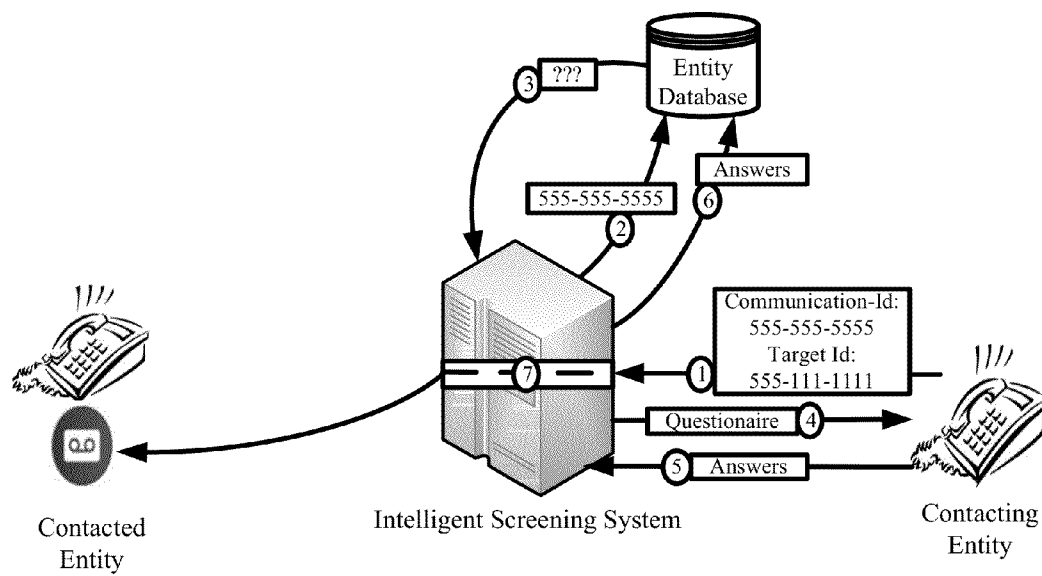 Entity
Database
3
???
Answers
555-555-5555
6
2
Communication-Id:
555-555-5555
Target Id:
555-111-1111
1
7
Questionaire
4
5
Answers
Contacted
Entity
Intelligent Screening System
Contacting
Entity